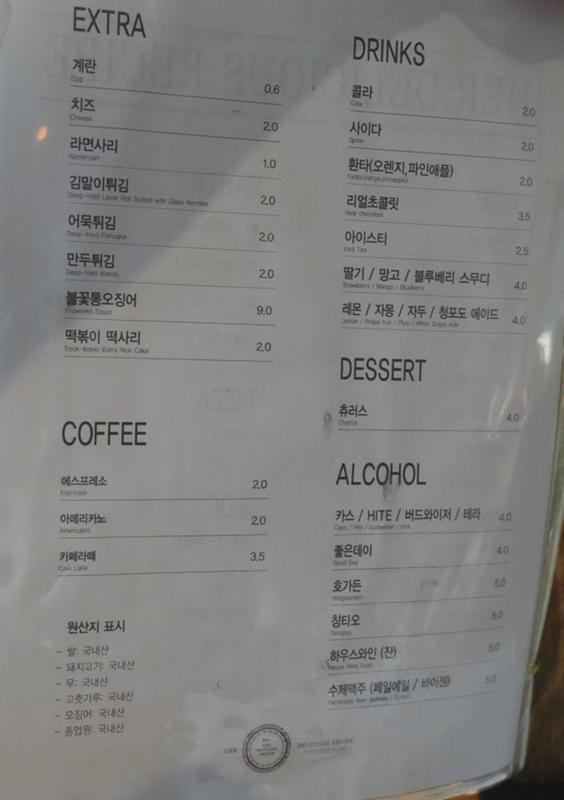 EXTRA
계란 0.6
Egg
치즈 2.0
Cheese
라면사리 1.0
Ramensari
김말이튀김 2.0
Deep-fried Laver Roll Stuffed with Glass Noodles
어묵튀김 2.0
Deep-fried Fishcake
만두튀김 2.0
Deep-fried Mandu
불꽃통오징어 9.0
Fireworks Squid
떡볶이 떡사리 2.0
Tteok-bokki (Extra Rice Cake)
COFFEE
에스프레소 2.0
Espresso
아메리카노 2.0
Americano
카페라떼 3.5
Cafe Latte
원산지 표시
- 쌀: 국내산
- 돼지고기: 국내산
- 무: 국내산
- 고춧가루: 국내산
- 오징어: 국내산
- 종업원: 국내산
DRINKS
콜라 2.0
Cola
사이다 2.0
Sprite
환타(오렌지,파인애플) 2.0
Fanta(orange,pineapple)
리얼초콜릿 3.5
Real chocolate
아이스티 2.5
Iced Tea
딸기 / 망고 / 블루베리 스무디 4.0
Strawberry / Mango / Blueberry
레몬 / 자몽 / 자두 / 청포도 에이드 4.0
Lemon / Prape fruit / Plum / White Grape Ade
DESSERT
츄러스 4.0
Churros
ALCOHOL
카스 / HITE / 버드와이저 / 테라 4.0
Cass / Hite / budweiser / tera
좋은데이 4.0
Good Day
호가든 5.0
Hoegaarden
칭타오 5.0
Tsingtao
하우스와인 (잔) 5.0
House Wine
수제맥주 (페일에일 / 바이젠) 5.0
HER DELICIOUS RECIPE